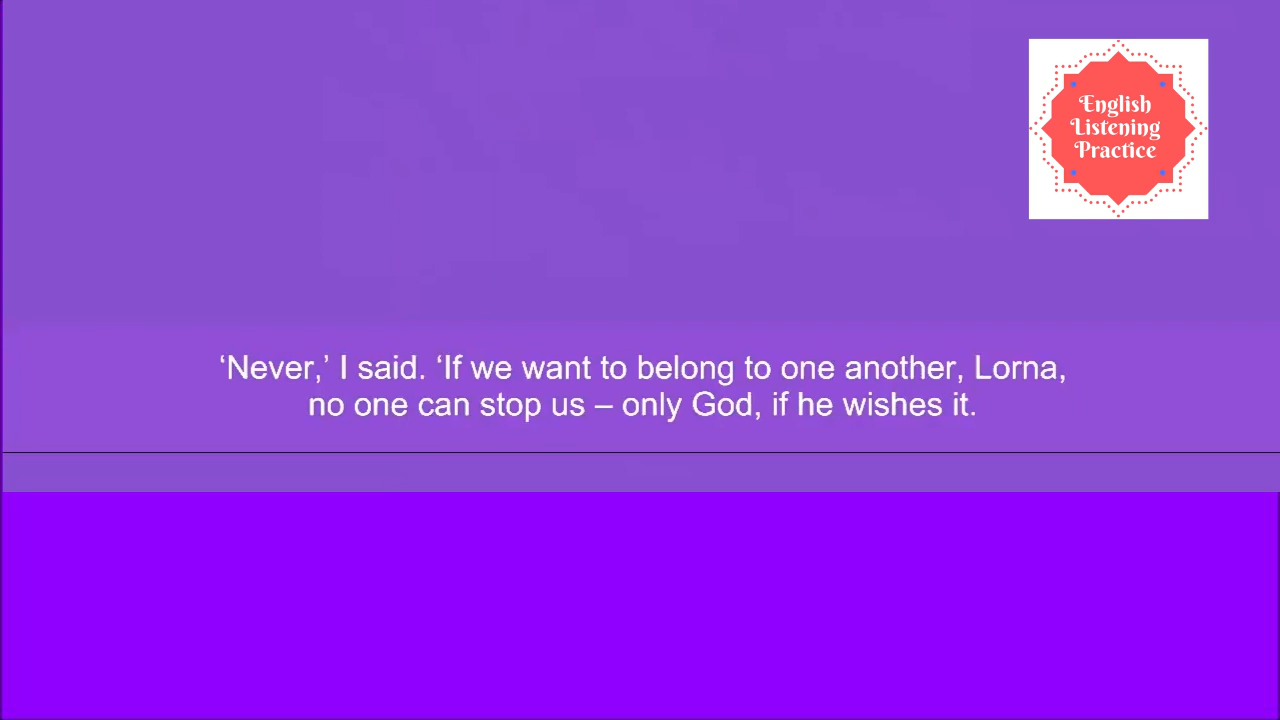 English
Listening
Practice
‘Never,’ I said. ‘If we want to belong to one another, Lorna,
no one can stop us – only God, if he wishes it.